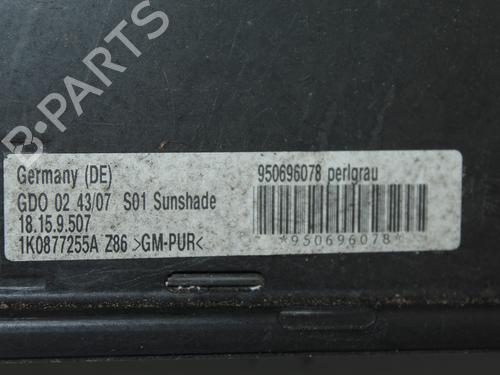 B-PARTS
Germany (DE)
GDO 02 43/07 S01 Sunshade
18.15.9.507
1K0877255A Z86 >GM-PUR<
950696078 perlgrau
*950696078*